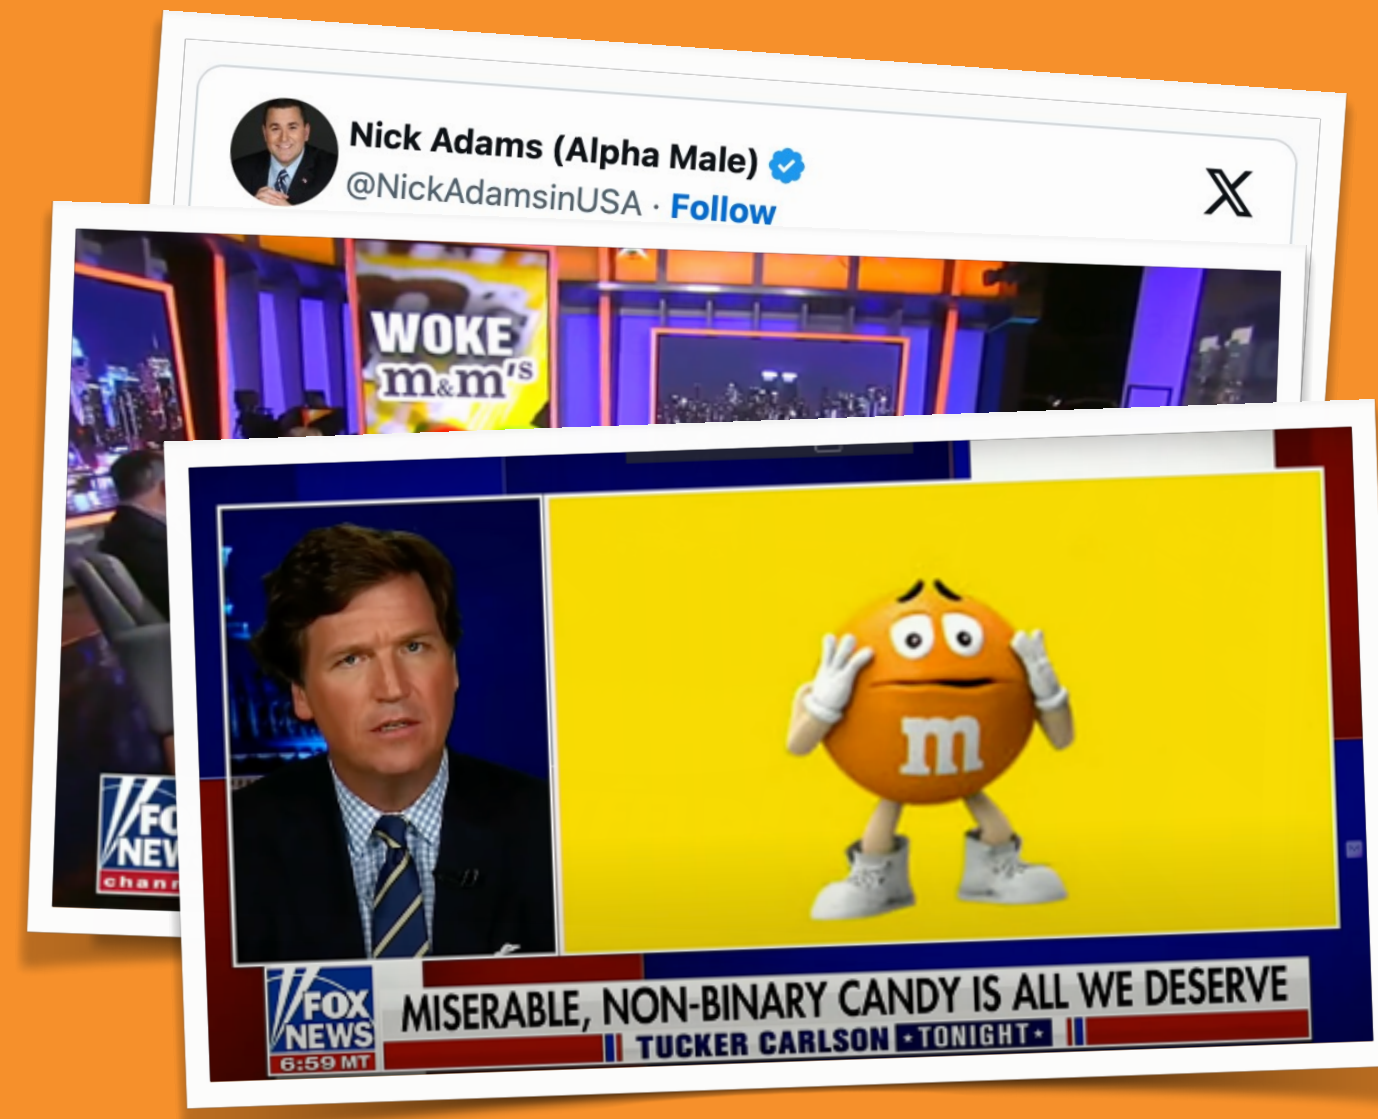 Nick Adams (Alpha Male)
@NickAdamsinUSA · Follow
X
WOKE
m&m's
FOX
NEWS
chann
m
MISERABLE, NON-BINARY CANDY IS ALL WE DESERVE
TUCKER CARLSON TONIGHT
FOX
NEWS
6:59 MT